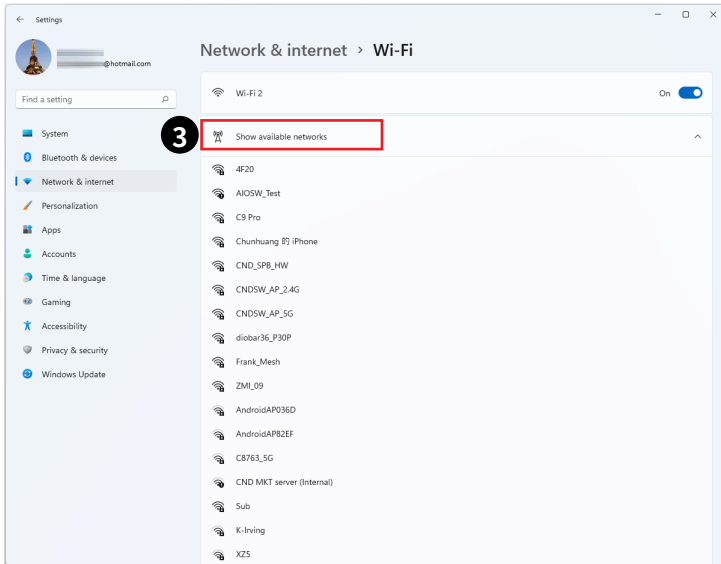 Settings
@hotmail.com
Find a setting
System
Bluetooth & devices
Network & internet
Personalization
Apps
Accounts
Time & language
Gaming
Accessibility
Privacy & security
Windows Update
Network & internet › Wi-Fi
Wi-Fi 2 On
3 Show available networks
4F20
AIOSW_Test
C9 Pro
Chunhuang 的 iPhone
CND_SPB_HW
CNDSW_AP_2.4G
CNDSW_AP_5G
diobar36_P30P
Frank_Mesh
ZMI_09
AndroidAP036D
AndroidAP82EF
C8763_5G
CND MKT server (Internal)
Sub
K-Irving
XZ5